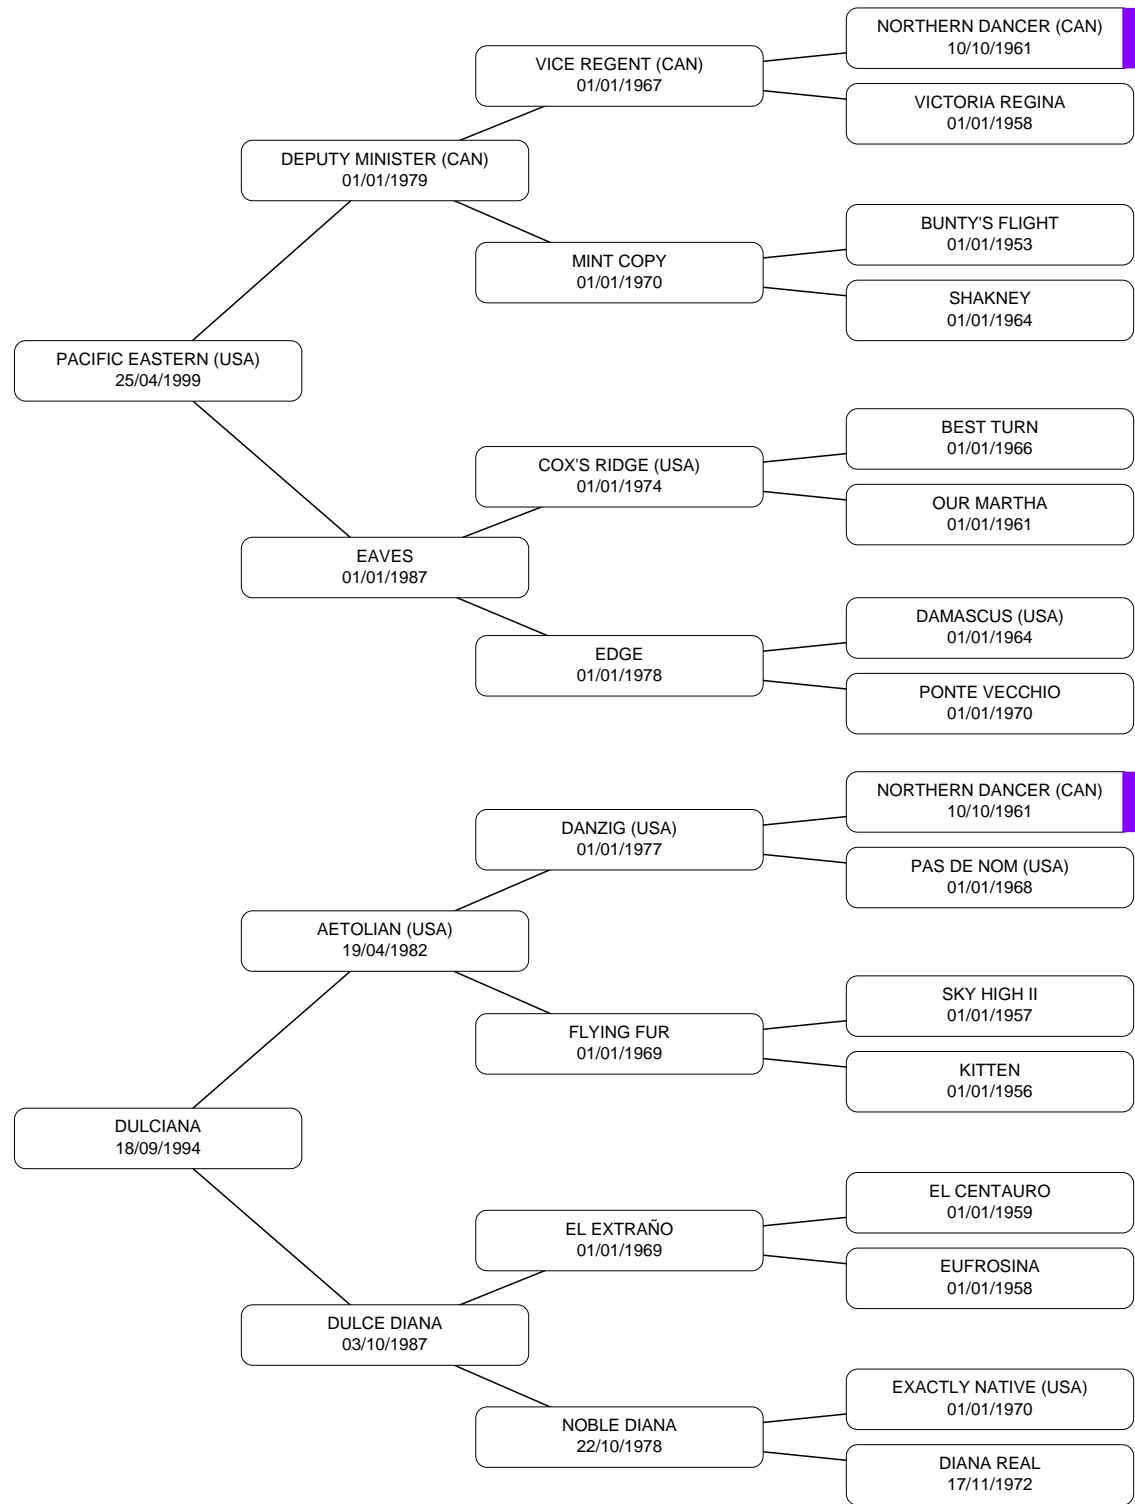 NORTHERN DANCER (CAN)
10/10/1961
VICE REGENT (CAN)
01/01/1967
VICTORIA REGINA
01/01/1958
DEPUTY MINISTER (CAN)
01/01/1979
BUNTY'S FLIGHT
01/01/1953
MINT COPY
01/01/1970
SHAKNEY
01/01/1964
PACIFIC EASTERN (USA)
25/04/1999
BEST TURN
01/01/1966
COX'S RIDGE (USA)
01/01/1974
OUR MARTHA
01/01/1961
EAVES
01/01/1987
DAMASCUS (USA)
01/01/1964
EDGE
01/01/1978
PONTE VECCHIO
01/01/1970
NORTHERN DANCER (CAN)
10/10/1961
DANZIG (USA)
01/01/1977
PAS DE NOM (USA)
01/01/1968
AETOLIAN (USA)
19/04/1982
SKY HIGH II
01/01/1957
FLYING FUR
01/01/1969
KITTEN
01/01/1956
DULCIANA
18/09/1994
EL CENTAURO
01/01/1959
EL EXTRAÑO
01/01/1969
EUFROSINA
01/01/1958
DULCE DIANA
03/10/1987
EXACTLY NATIVE (USA)
01/01/1970
NOBLE DIANA
22/10/1978
DIANA REAL
17/11/1972